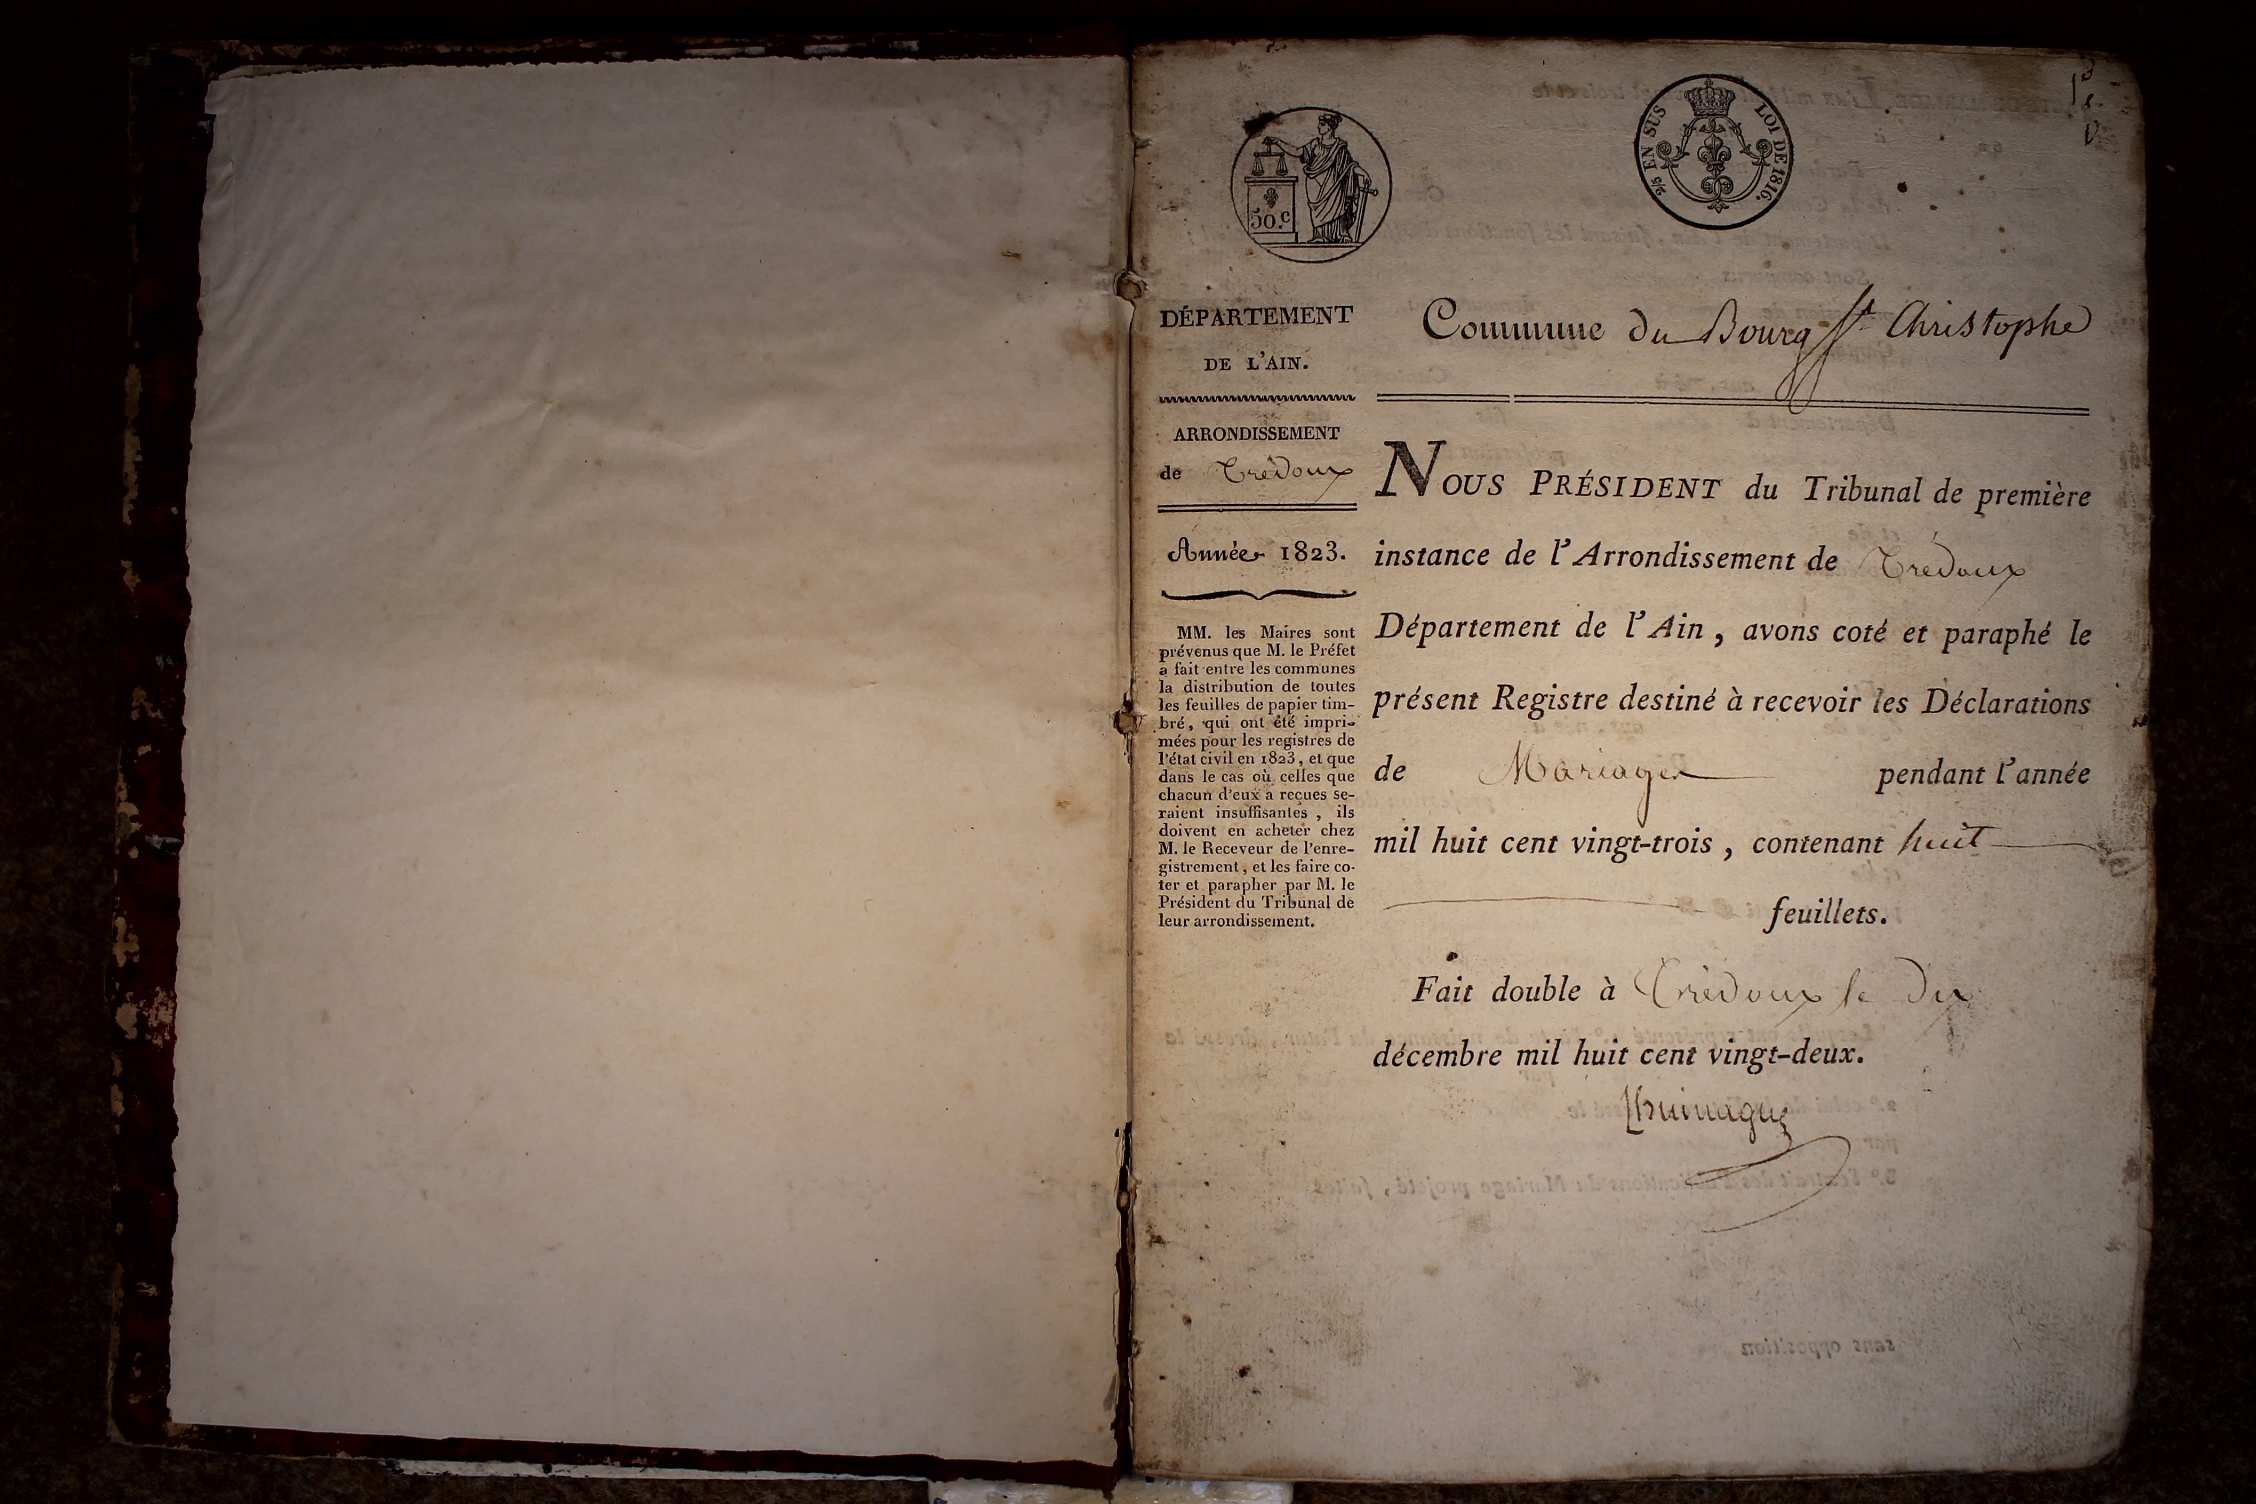 50.c
2/5 EN SUS LOI DE 1816.
DÉPARTEMENT
DE L'AIN.
ARRONDISSEMENT
de Trévoux
Année 1823.
MM. les Maires sont
prévenus que M. le Préfet
a fait entre les communes
la distribution de toutes
les feuilles de papier tim-
bré, qui ont été impri-
mées pour les registres de
l'état civil en 1823, et que
dans le cas où celles que
chacun d'eux a reçues se-
raient insuffisantes, ils
doivent en acheter chez
M. le Receveur de l'enre-
gistrement, et les faire co-
ter et parapher par M. le
Président du Tribunal de
leur arrondissement.
Commune du Bourg St Christophe
NOUS PRÉSIDENT du Tribunal de première
instance de l'Arrondissement de Trévoux
Département de l'Ain, avons coté et paraphé le
présent Registre destiné à recevoir les Déclarations
de Mariages pendant l'année
mil huit cent vingt-trois, contenant huit
feuillets.
Fait double à Trévoux le dix
décembre mil huit cent vingt-deux.